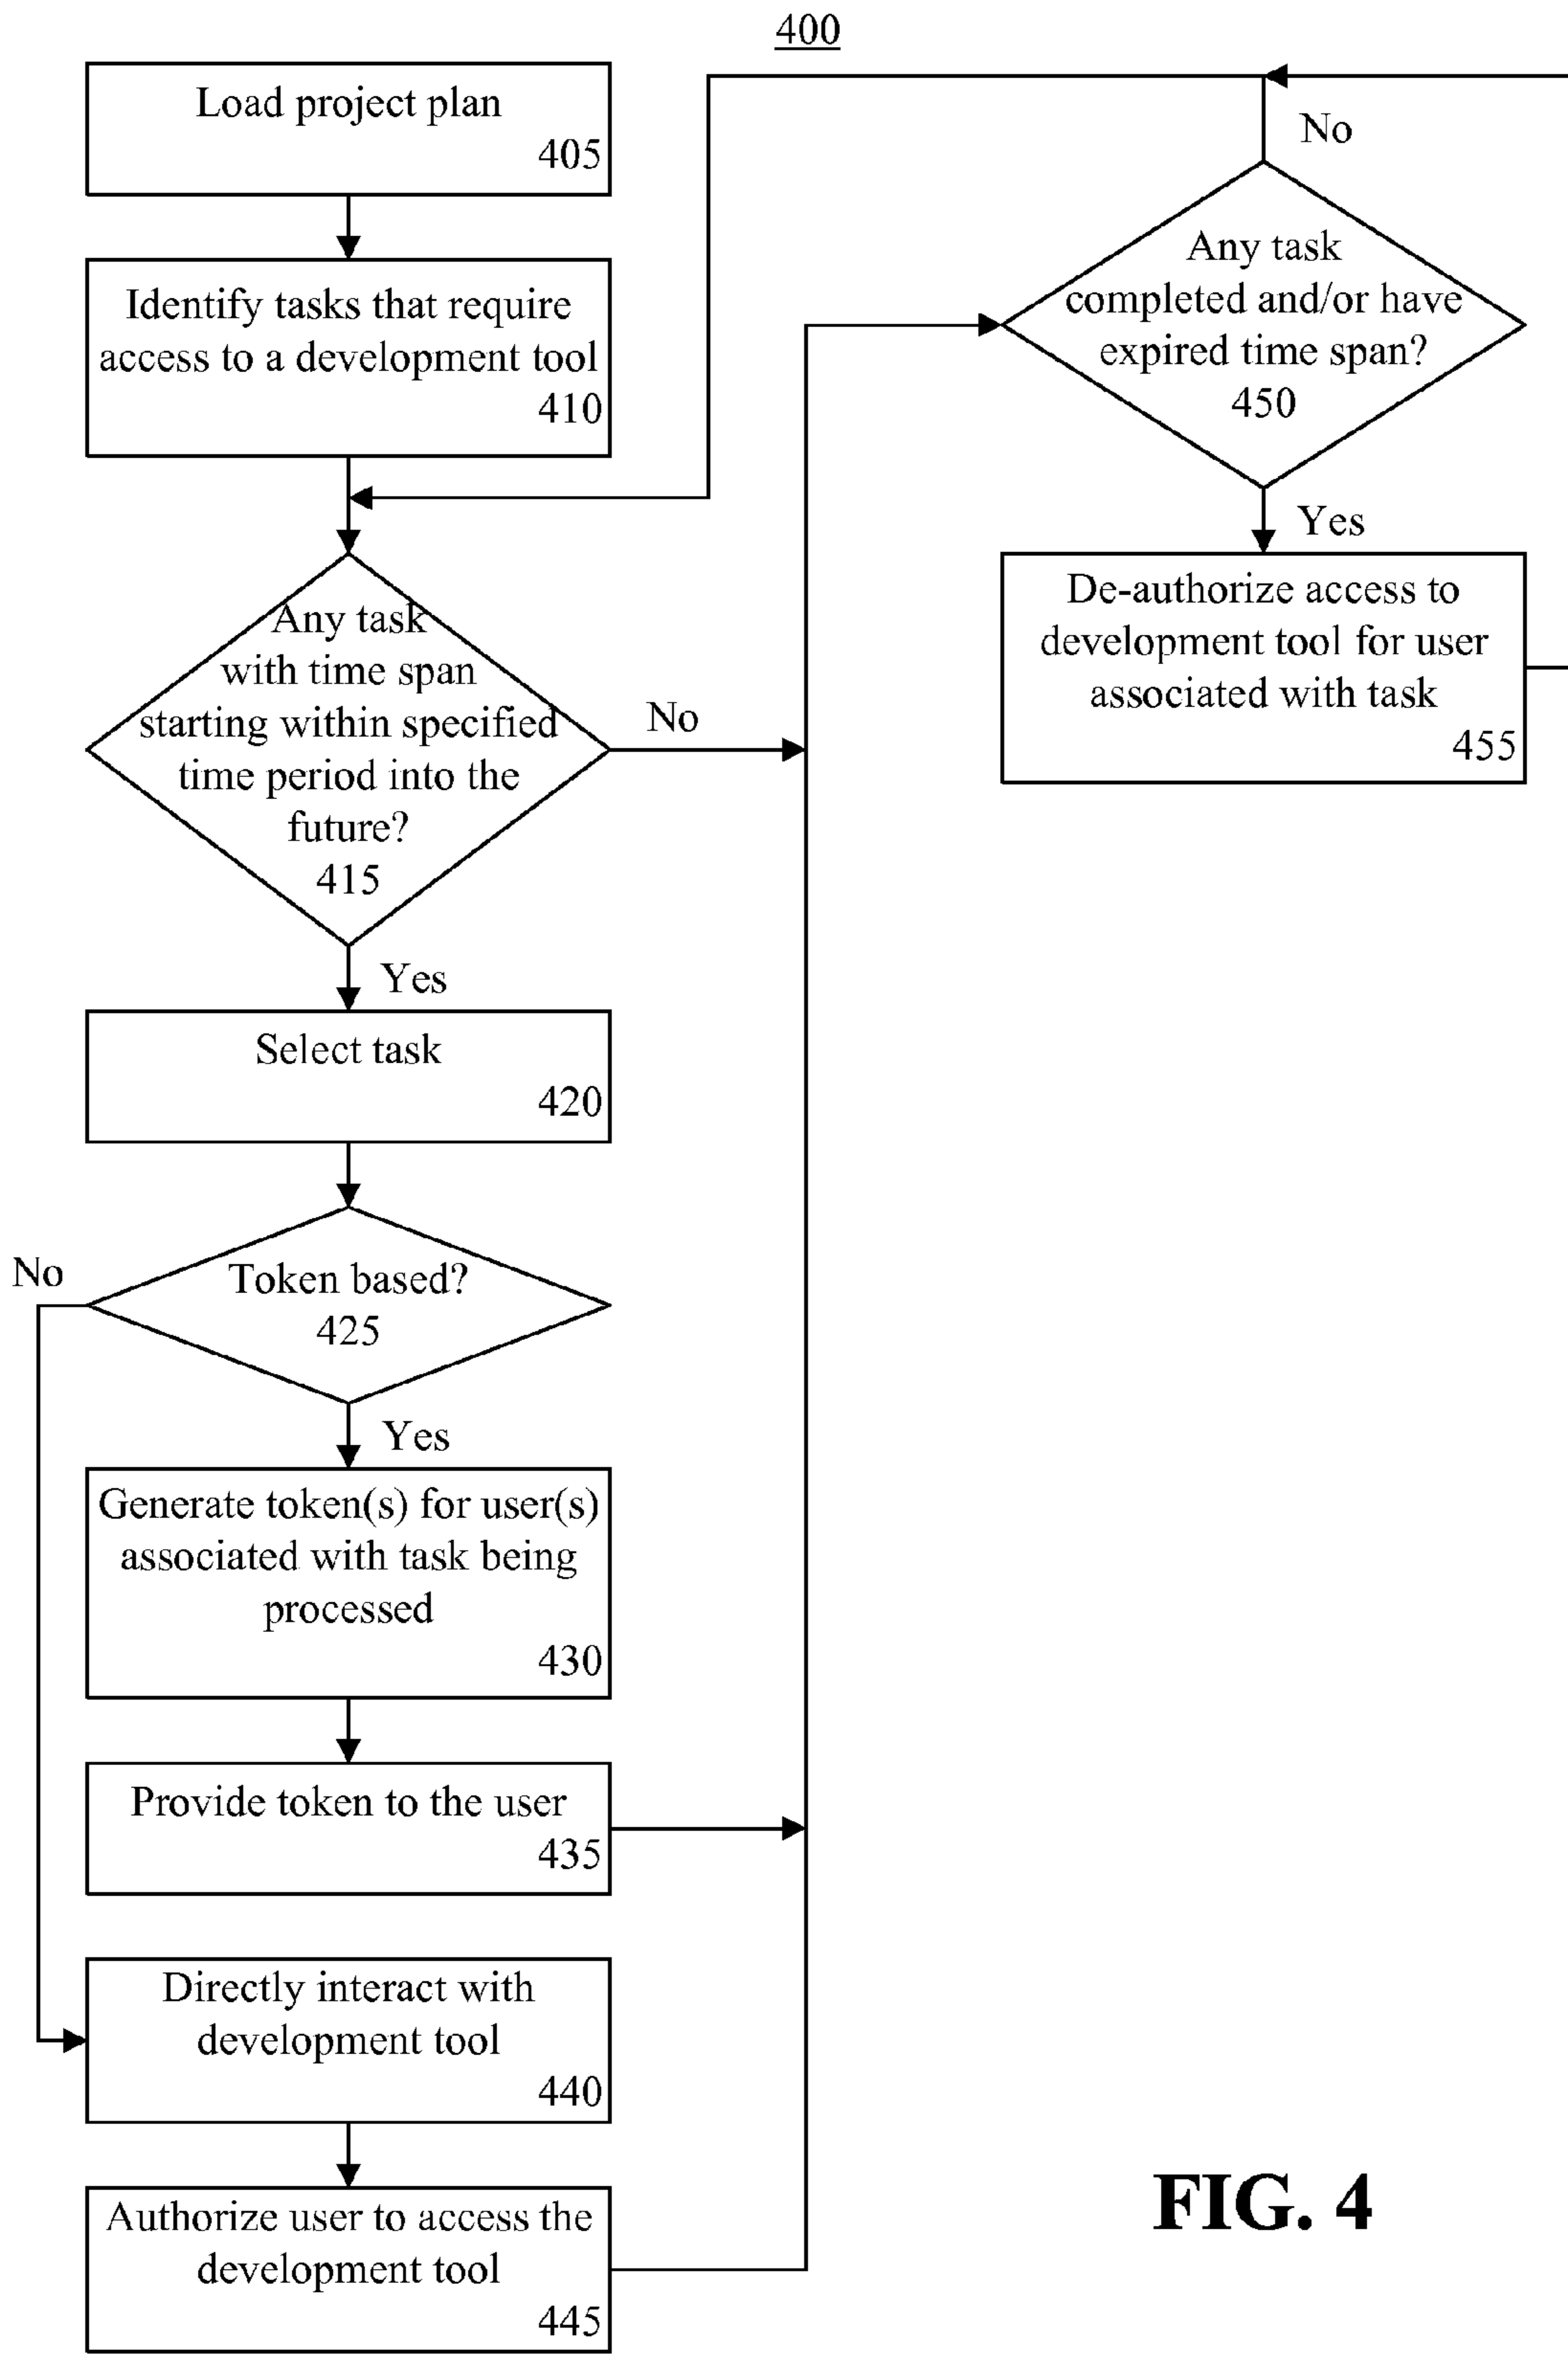 400
Load project plan
405
Identify tasks that require
access to a development tool
410
Any task
with time span
starting within specified
time period into the
future?
415
No
Yes
Select task
420
Token based?
425
No
Yes
Generate token(s) for user(s)
associated with task being
processed
430
Provide token to the user
435
Directly interact with
development tool
440
Authorize user to access the
development tool
445
No
Any task
completed and/or have
expired time span?
450
Yes
De-authorize access to
development tool for user
associated with task
455
FIG. 4